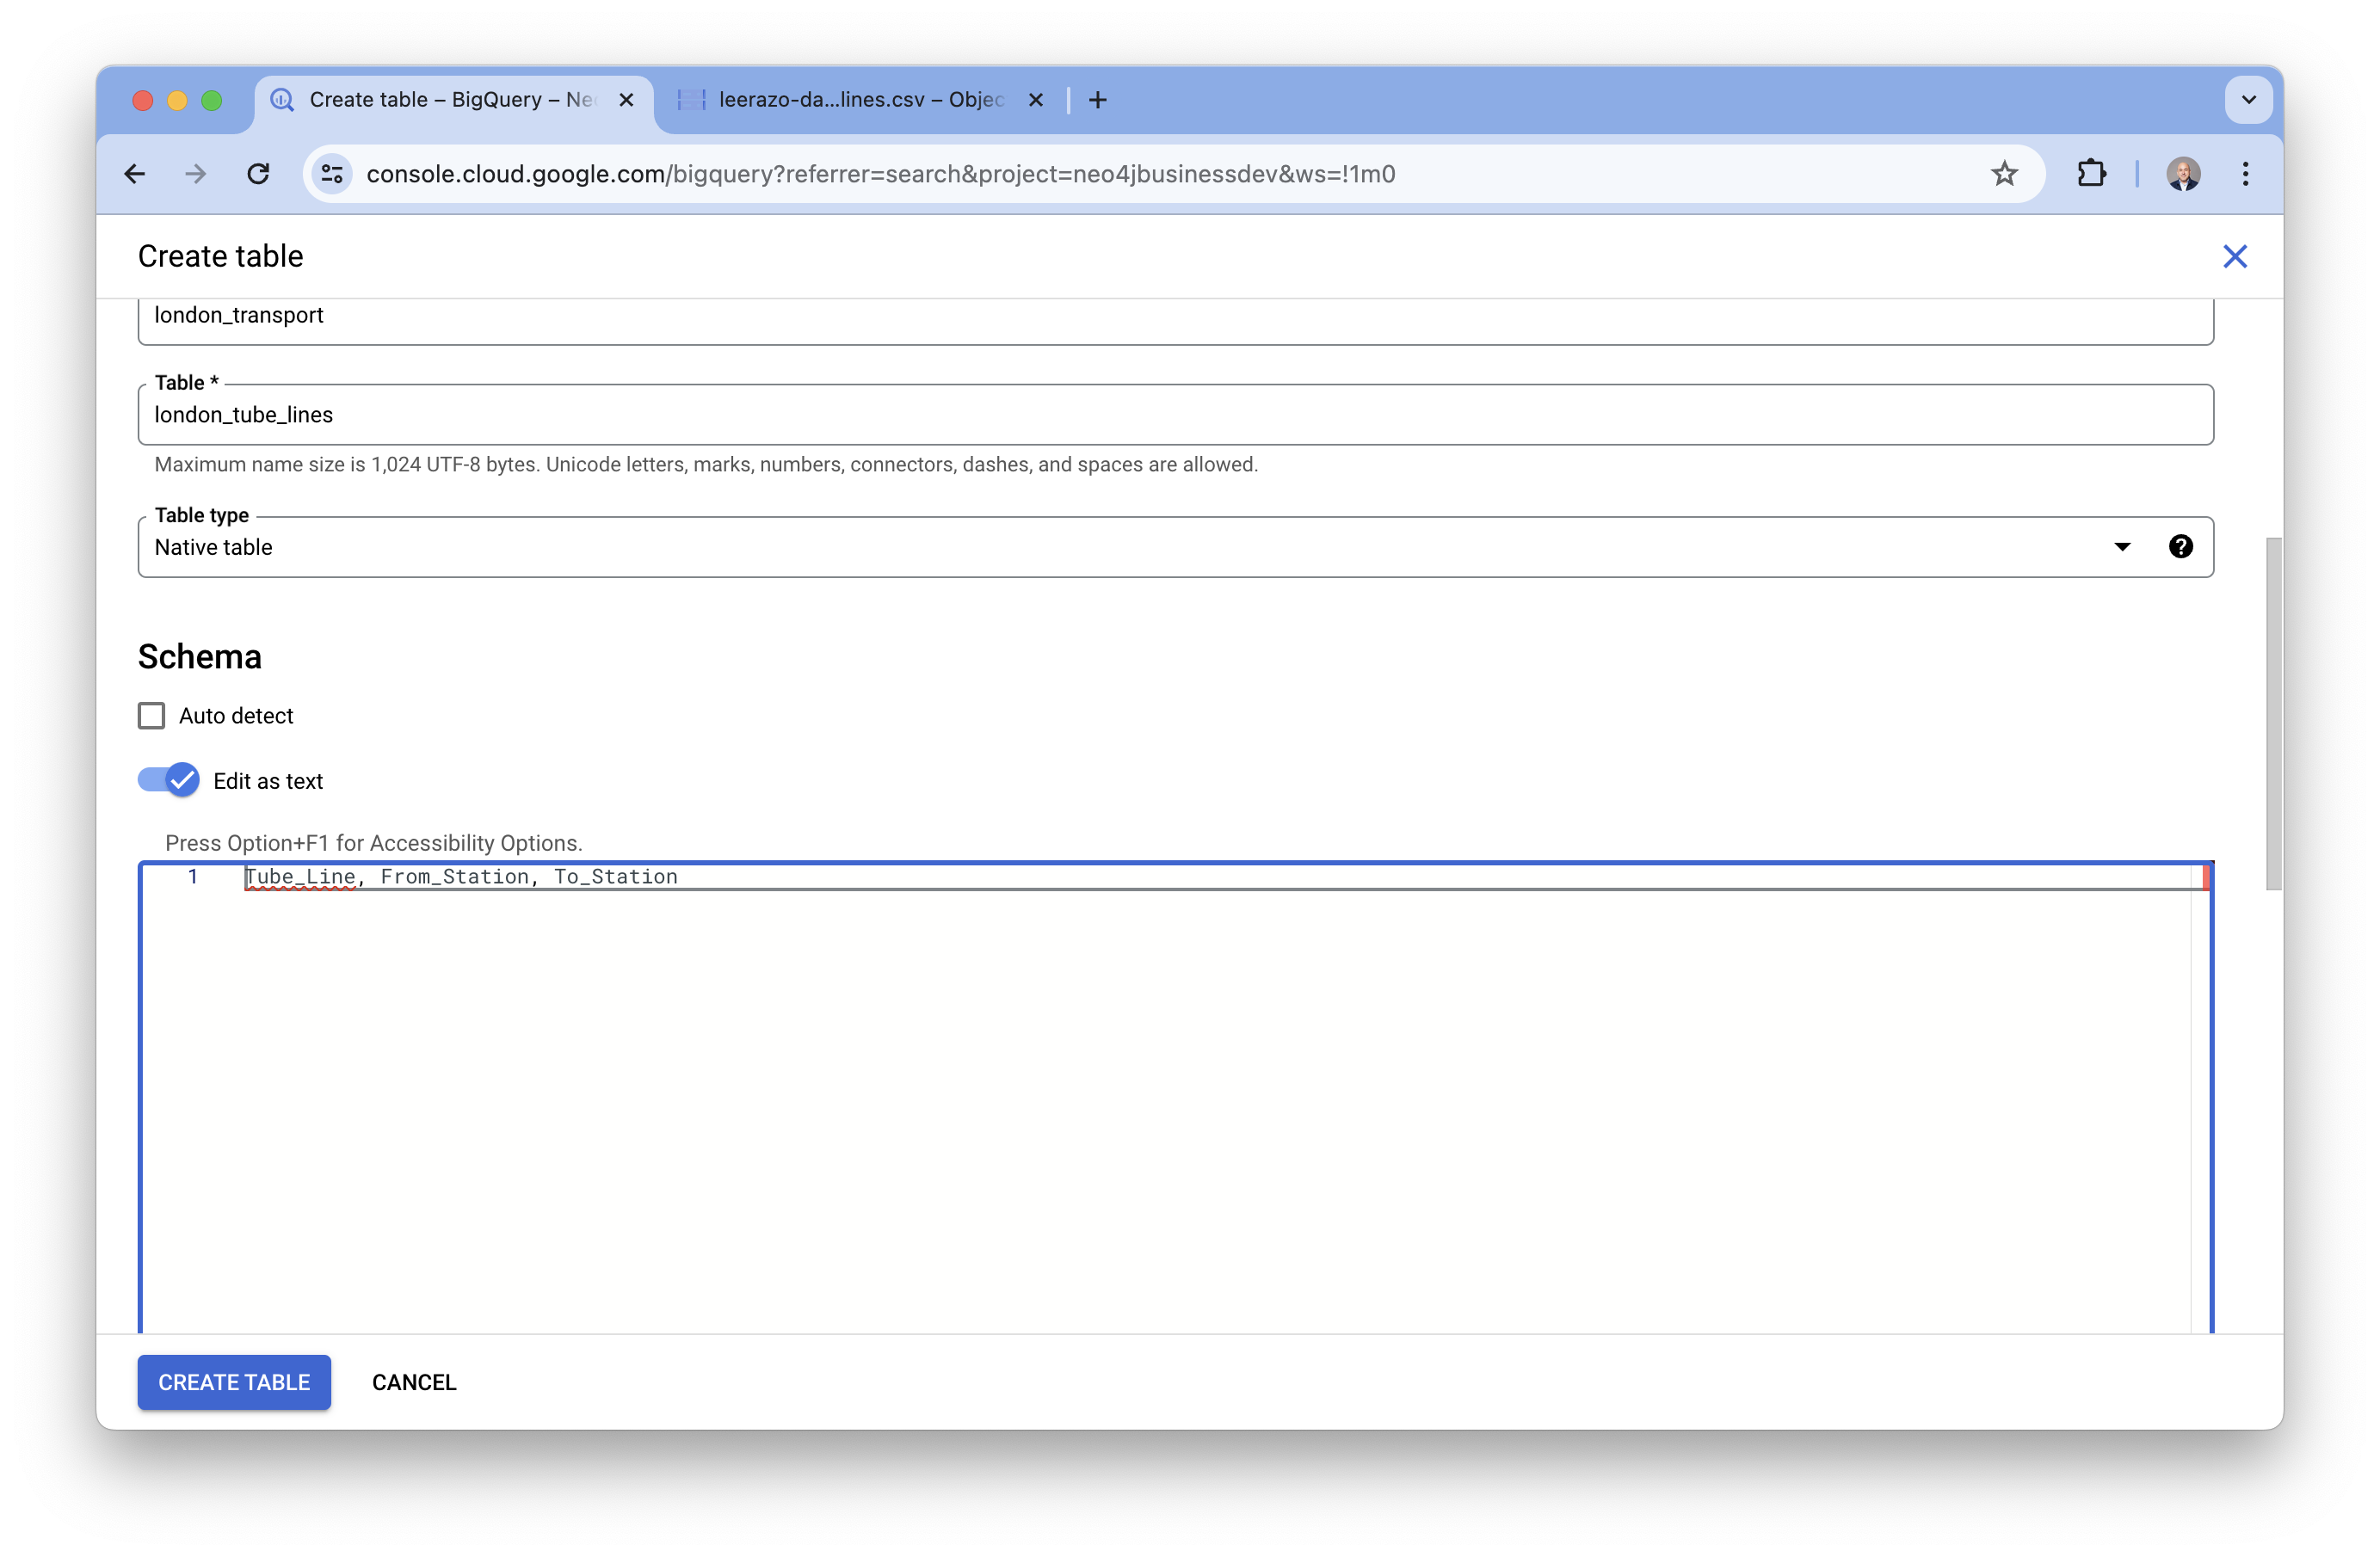 Create table – BigQuery – Ne
leerazo-da...lines.csv – Objec
console.cloud.google.com/bigquery?referrer=search&project=neo4jbusinessdev&ws=!1m0
Create table
london_transport
Table *
london_tube_lines
Maximum name size is 1,024 UTF-8 bytes. Unicode letters, marks, numbers, connectors, dashes, and spaces are allowed.
Table type
Native table
Schema
Auto detect
Edit as text
Press Option+F1 for Accessibility Options.
1 Tube_Line, From_Station, To_Station
CREATE TABLE CANCEL